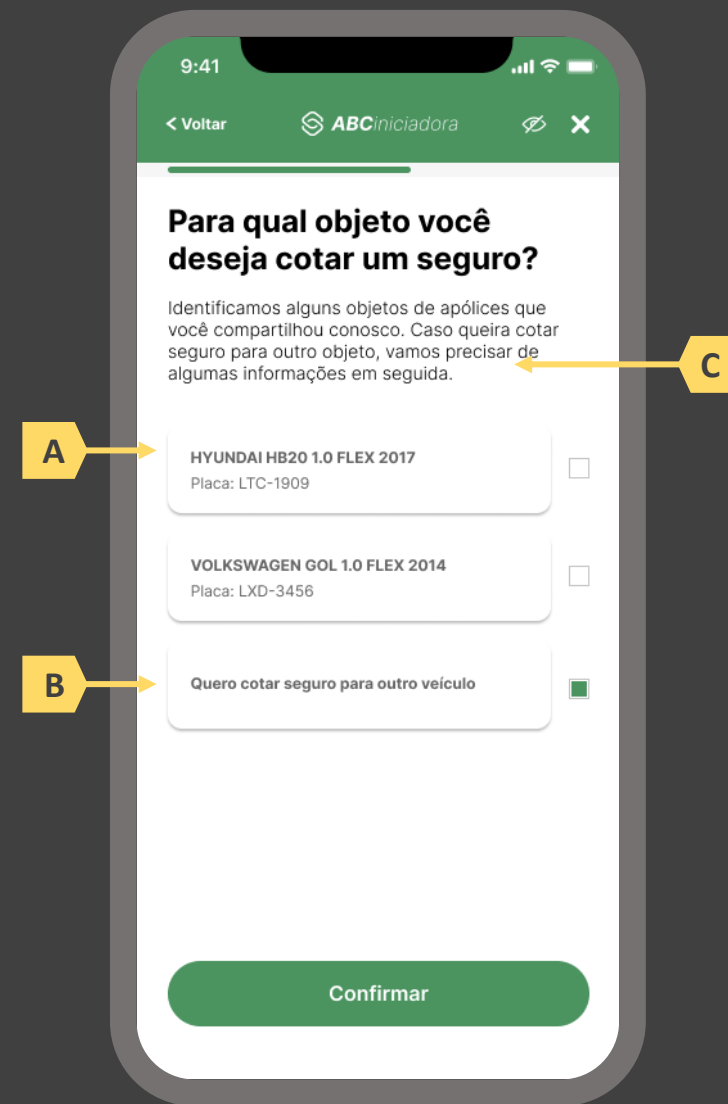 9:41
< Voltar
ABCiniciadora
Para qual objeto você
deseja cotar um seguro?
Identificamos alguns objetos de apólices que
você compartilhou conosco. Caso queira cotar
seguro para outro objeto, vamos precisar de
algumas informações em seguida.
C
A
HYUNDAI HB20 1.0 FLEX 2017
Placa: LTC-1909
VOLKSWAGEN GOL 1.0 FLEX 2014
Placa: LXD-3456
B
Quero cotar seguro para outro veículo
Confirmar